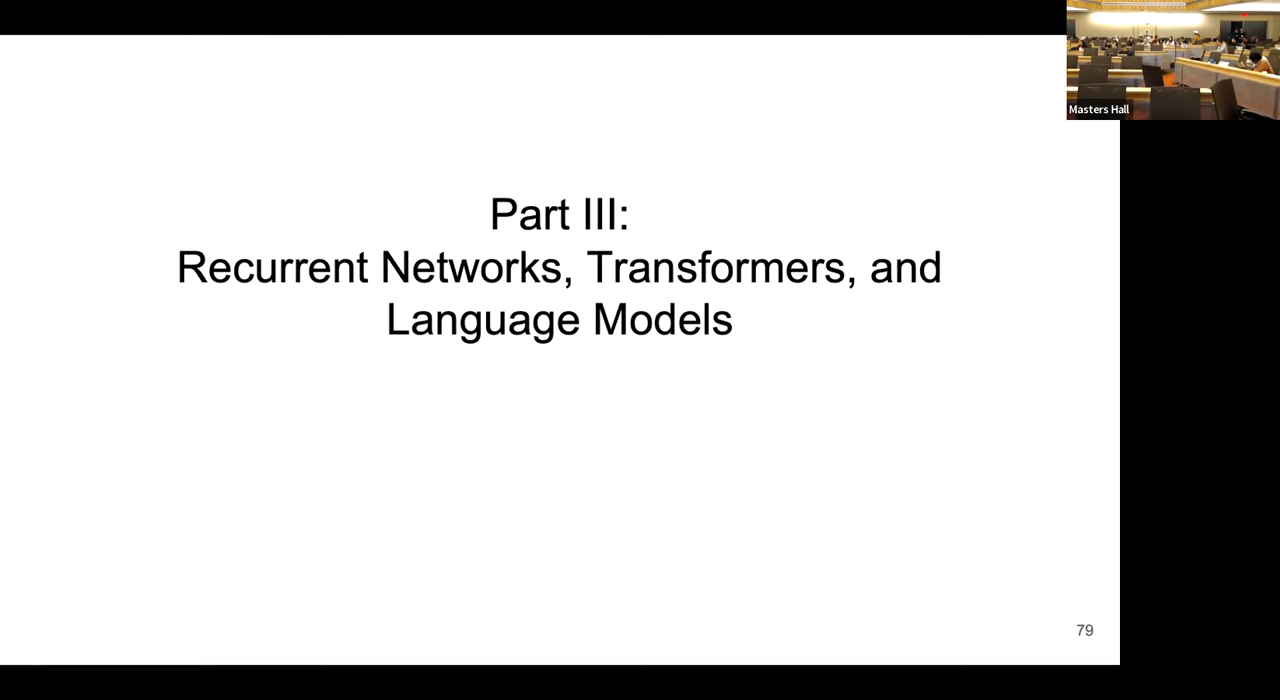 Masters Hall
Part III:
Recurrent Networks, Transformers, and
Language Models
79